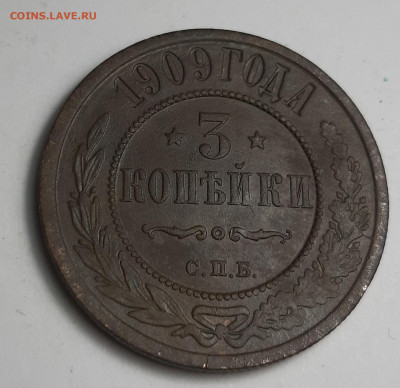 COINS.LAVE.RU
1909 ГОДА
3
КОПѢЙКИ
С.П.Б.